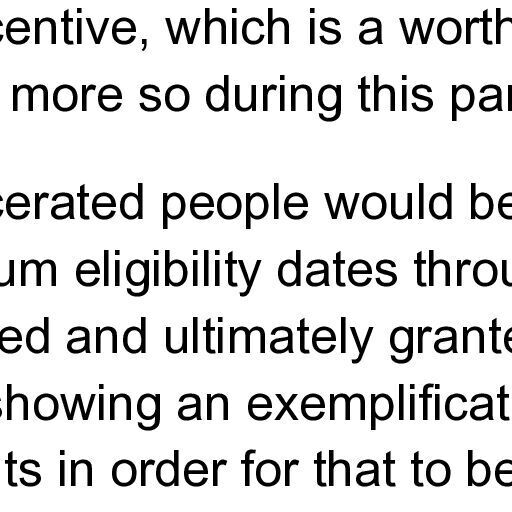 centive, which is a worth
more so during this par
cerated people would be
um eligibility dates throu
ed and ultimately grante
showing an exemplificat
ts in order for that to be